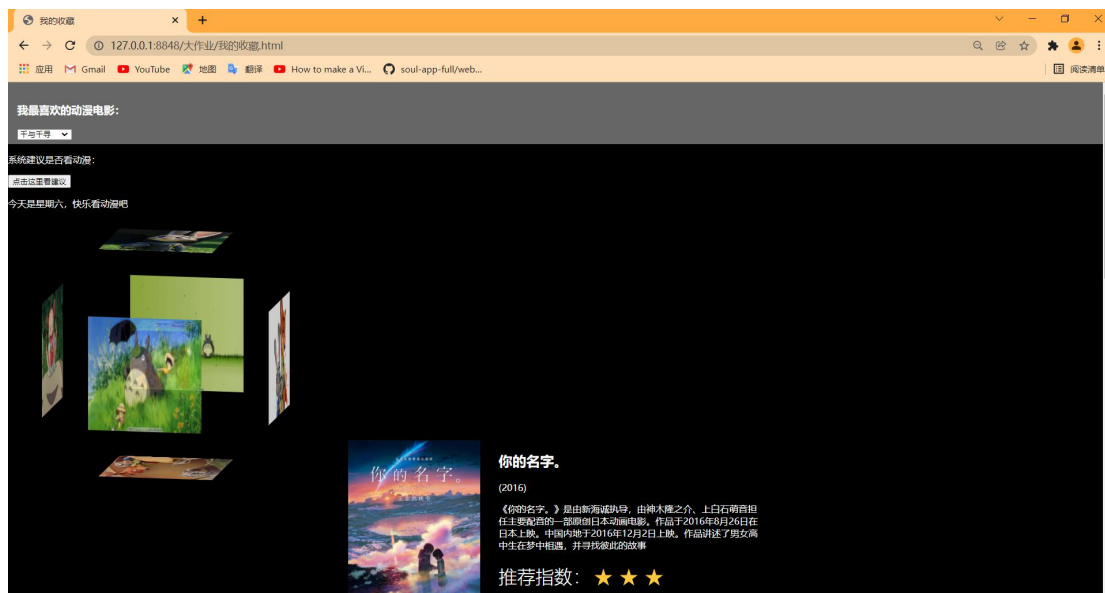 我的收藏
127.0.0.1:8848/大作业/我的收藏.html
应用 Gmail YouTube 地图 翻译 How to make a Vi... soul-app-full/web... 阅读清单
我最喜欢的动漫电影：
千与千寻
系统建议是否看动漫：
点击这里看建议
今天是星期六，快乐看动漫吧
你的名字。
你的名字。
(2016)
《你的名字。》是由新海诚执导，由神木隆之介、上白石萌音担
任主要配音的一部原创日本动画电影。作品于2016年8月26日在
日本上映。中国内地于2016年12月2日上映。作品讲述了男女高
中生在梦中相遇，并寻找彼此的故事
推荐指数：